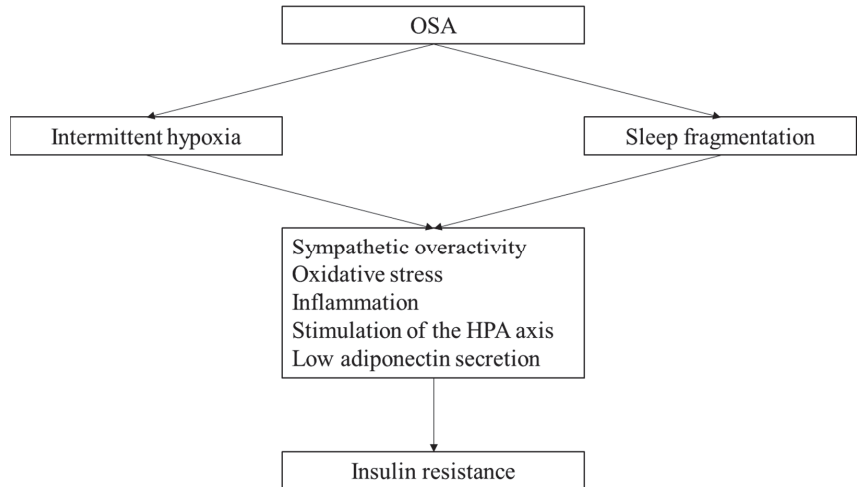 OSA
Intermittent hypoxia
Sleep fragmentation
Sympathetic overactivity
Oxidative stress
Inflammation
Stimulation of the HPA axis
Low adiponectin secretion
Insulin resistance